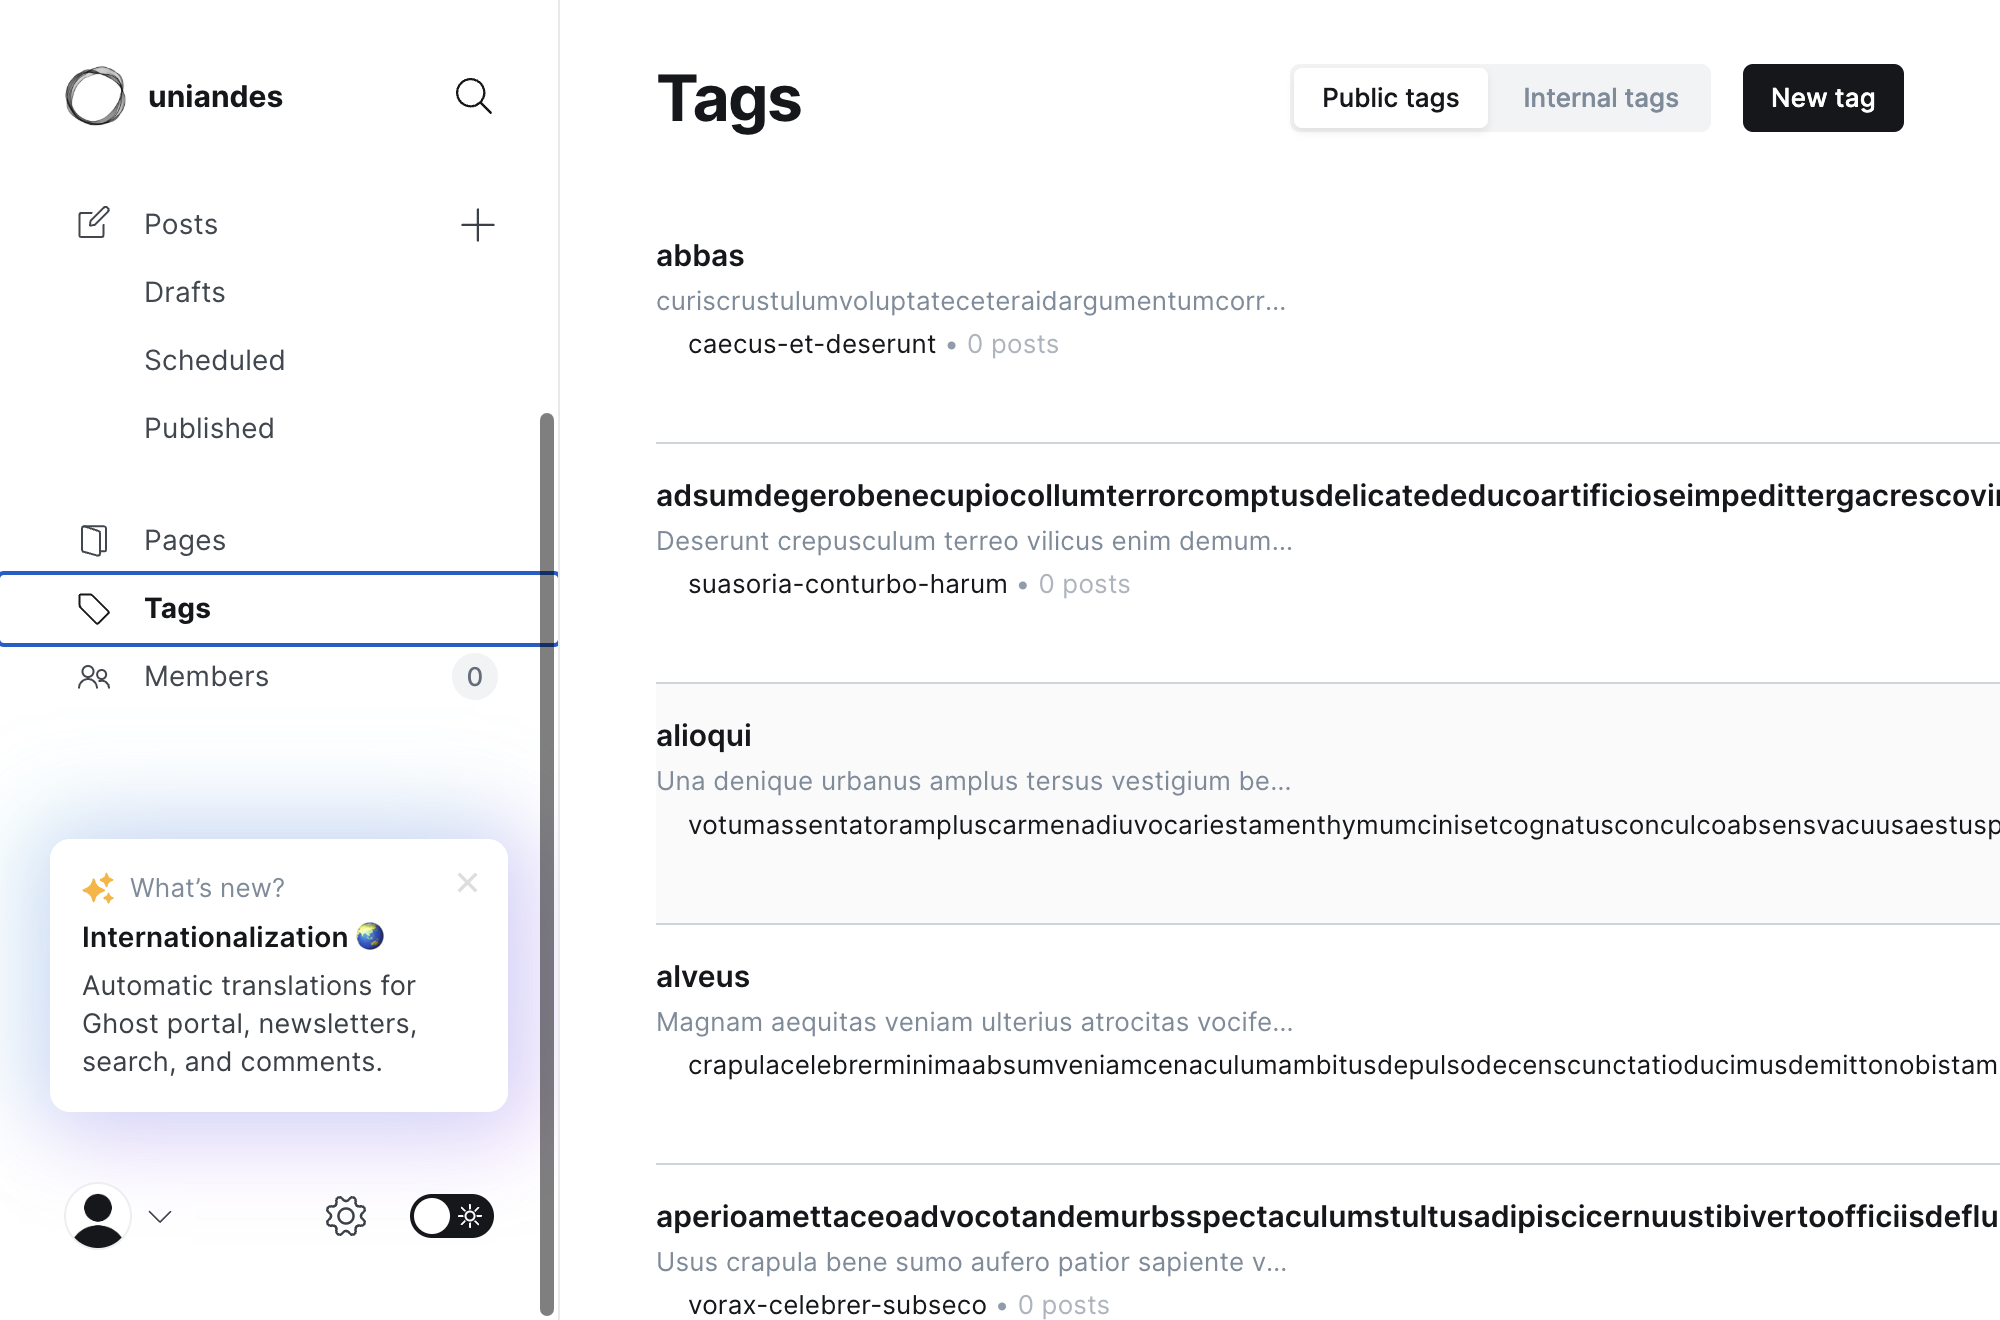 uniandes
Posts
Drafts
Scheduled
Published
Pages
Tags
Members
0
What's new?
Internationalization 🌏
Automatic translations for
Ghost portal, newsletters,
search, and comments.
Tags
Public tags
Internal tags
New tag
abbas
curiscrustulumvoluptateceteraidargumentumcorr...
caecus-et-deserunt • 0 posts
adsumdegerobenecupiocollumterrorcomptusdelicatededucoartificioseimpedittergacrescovin
Deserunt crepusculum terreo vilicus enim demum...
suasoria-conturbo-harum • 0 posts
alioqui
Una denique urbanus amplus tersus vestigium be...
votumassentatorampluscarmenadiuvocariestamenthymumcinisetcognatusconculcoabsensvacuusaestusp
alveus
Magnam aequitas veniam ulterius atrocitas vocife...
crapulacelebrerminimaabsumveniamcenaculumambitusdepulsodecenscunctatioducimusdemittonobistam
aperioamettaceoadvocotandemurbsspectaculumstultusadipiscicernuustibivertoofficiisdeflu
Usus crapula bene sumo aufero patior sapiente v...
vorax-celebrer-subseco • 0 posts